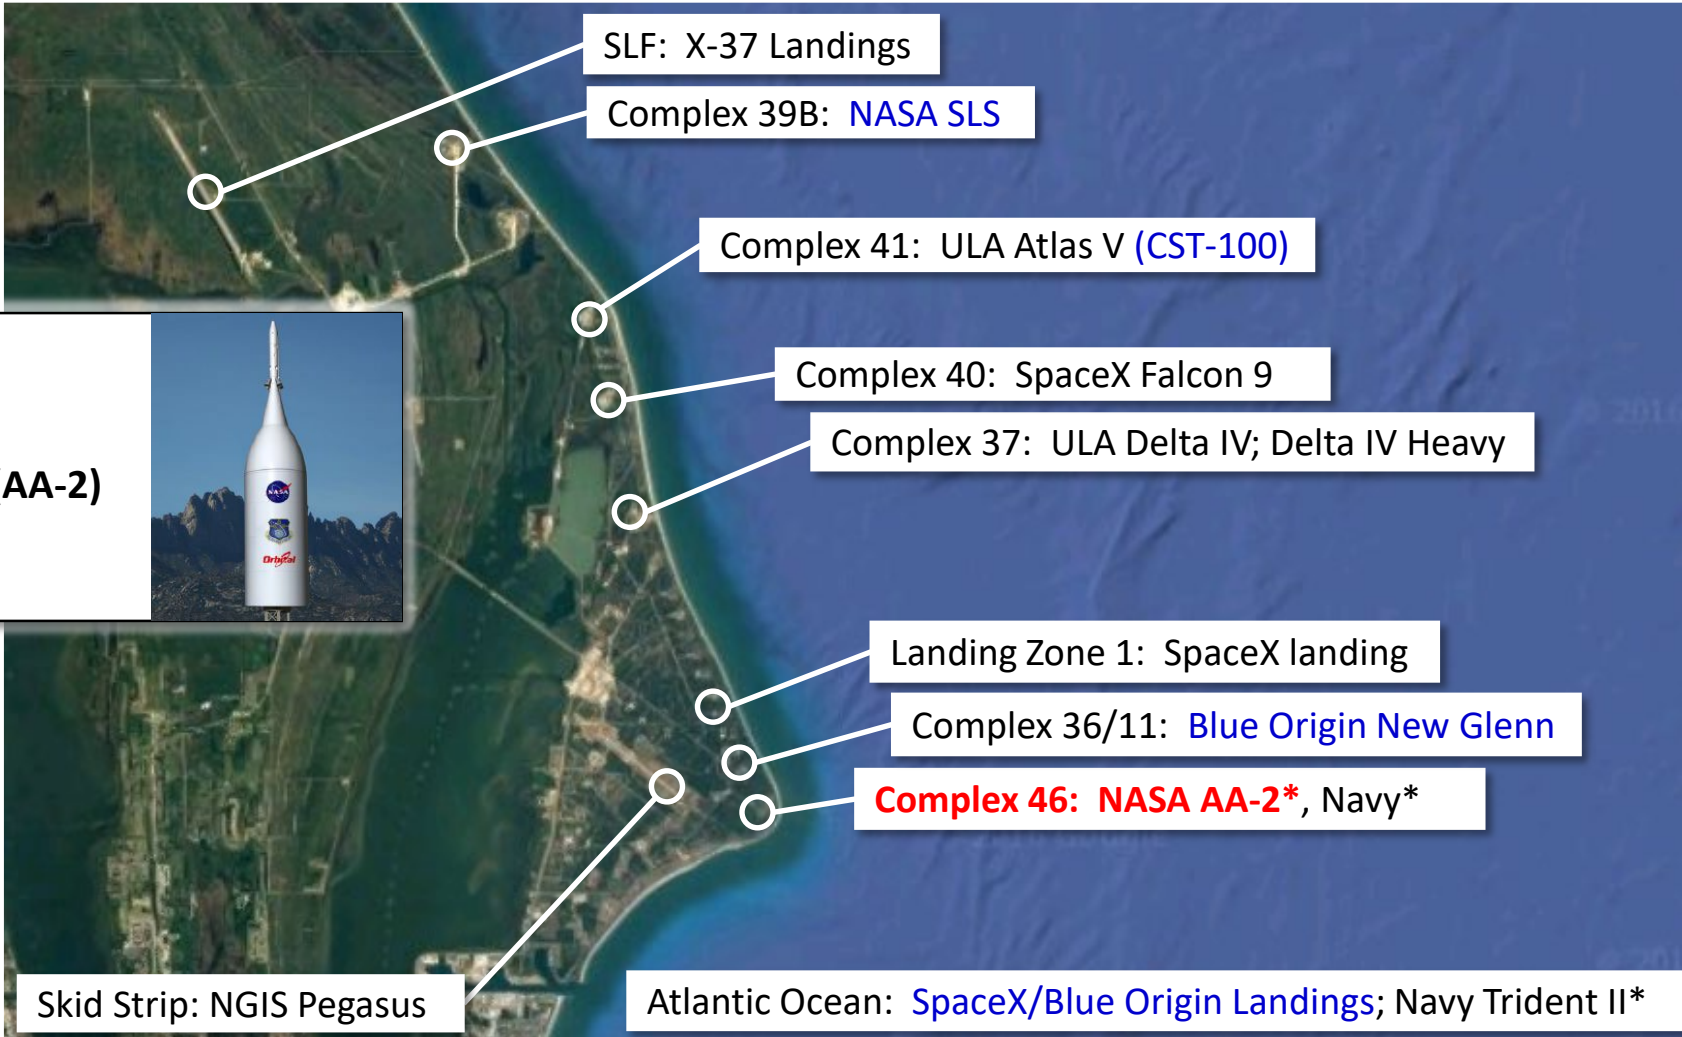 SLF: X-37 Landings
Complex 39B: NASA SLS
Complex 41: ULA Atlas V (CST-100)
Complex 40: SpaceX Falcon 9
Complex 37: ULA Delta IV; Delta IV Heavy
(AA-2)
NASA
Orbital
Landing Zone 1: SpaceX landing
Complex 36/11: Blue Origin New Glenn
Complex 46: NASA AA-2*, Navy*
Skid Strip: NGIS Pegasus
Atlantic Ocean: SpaceX/Blue Origin Landings; Navy Trident II*